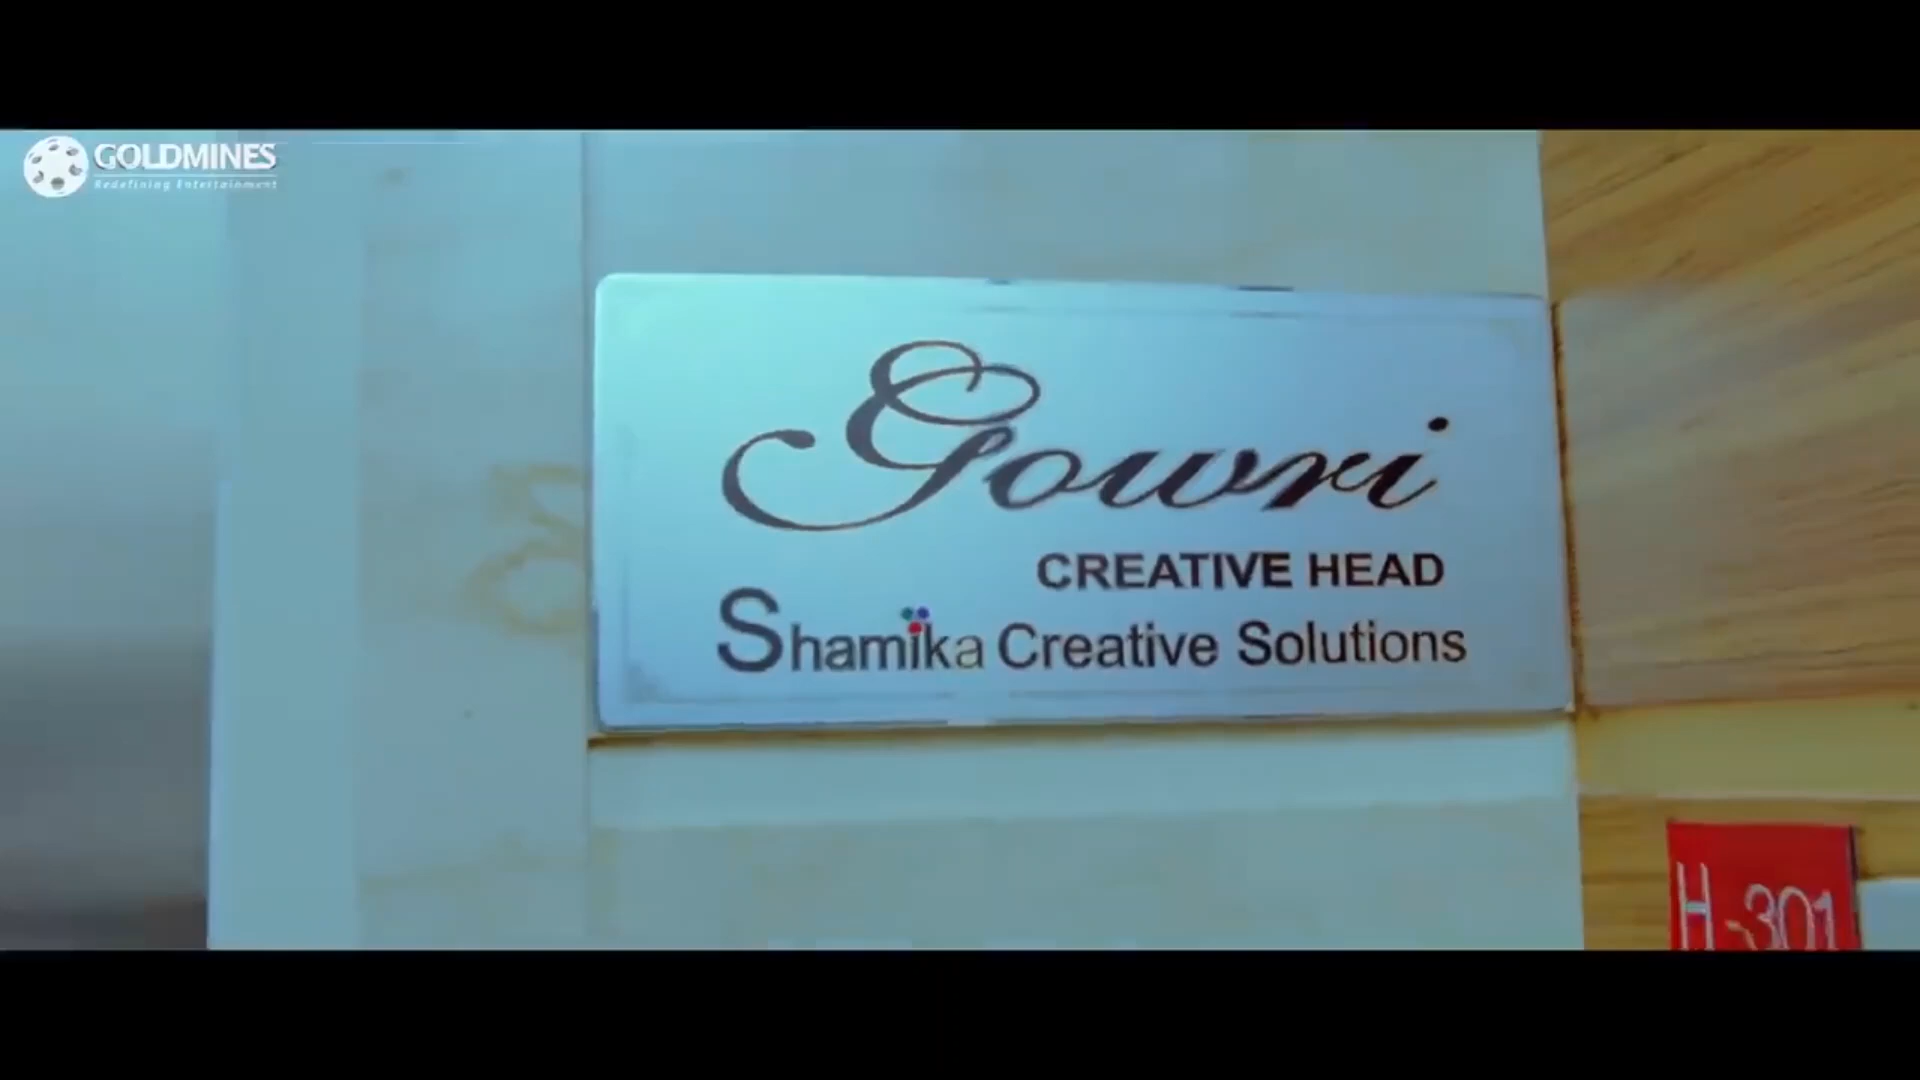 GOLDMINES
Redefining Entertainment
Gowri
CREATIVE HEAD
Shamika Creative Solutions
H-301